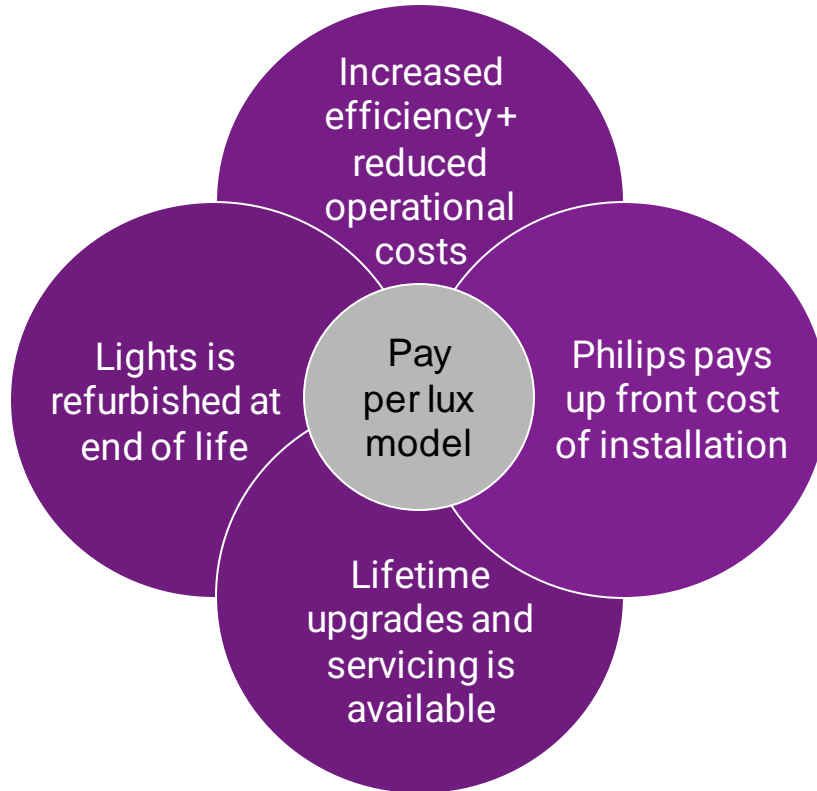 Increased
efficiency +
reduced
operational
costs
Lights is
refurbished at
end of life
Pay
per lux
model
Philips pays
up front cost
of installation
Lifetime
upgrades and
servicing is
available